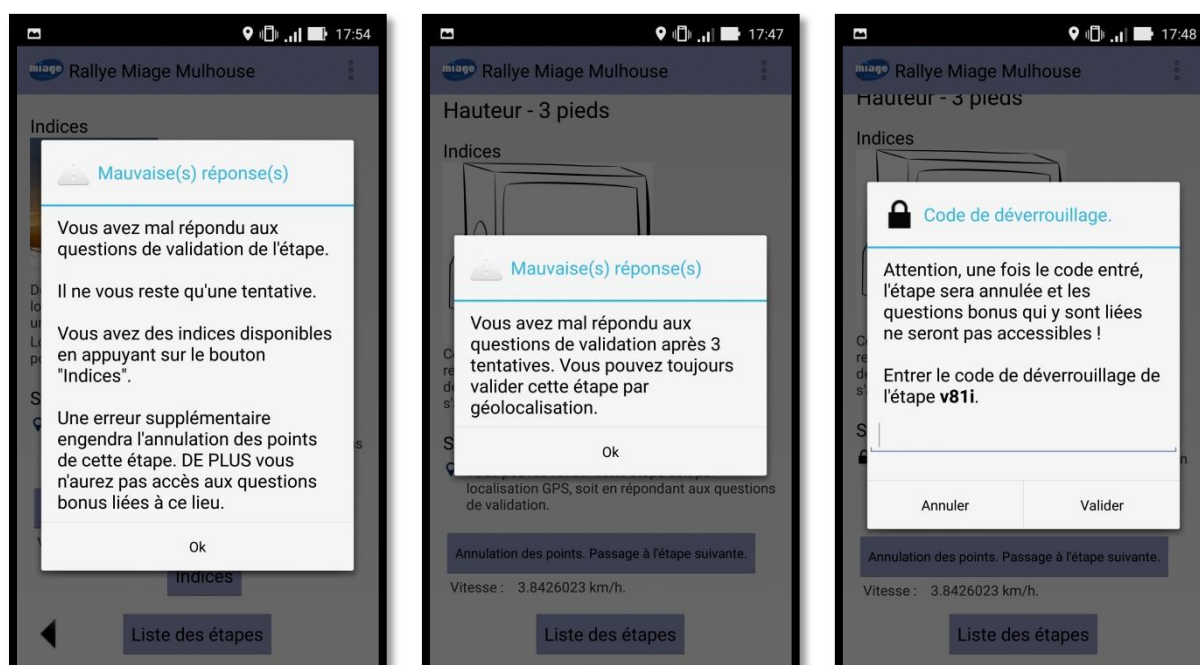 17:54
miage Rallye Miage Mulhouse
Indices
Mauvaise(s) réponse(s)
Vous avez mal répondu aux
questions de validation de l'étape.
Il ne vous reste qu'une tentative.
Vous avez des indices disponibles
en appuyant sur le bouton
"Indices".
Une erreur supplémentaire
engendra l'annulation des points
de cette étape. DE PLUS vous
n'aurez pas accès aux questions
bonus liées à ce lieu.
Ok
Indices
Liste des étapes
17:47
miage Rallye Miage Mulhouse
Hauteur - 3 pieds
Indices
Mauvaise(s) réponse(s)
Vous avez mal répondu aux
questions de validation après 3
tentatives. Vous pouvez toujours
valider cette étape par
géolocalisation.
Ok
localisation GPS, soit en répondant aux questions
de validation.
Annulation des points. Passage à l'étape suivante.
Vitesse : 3.8426023 km/h.
Liste des étapes
17:48
miage Rallye Miage Mulhouse
Hauteur - 3 pieds
Indices
Code de déverrouillage.
Attention, une fois le code entré,
l'étape sera annulée et les
questions bonus qui y sont liées
ne seront pas accessibles !
Entrer le code de déverrouillage de
l'étape v81i.
Annuler Valider
Annulation des points. Passage à l'étape suivante.
Vitesse : 3.8426023 km/h.
Liste des étapes